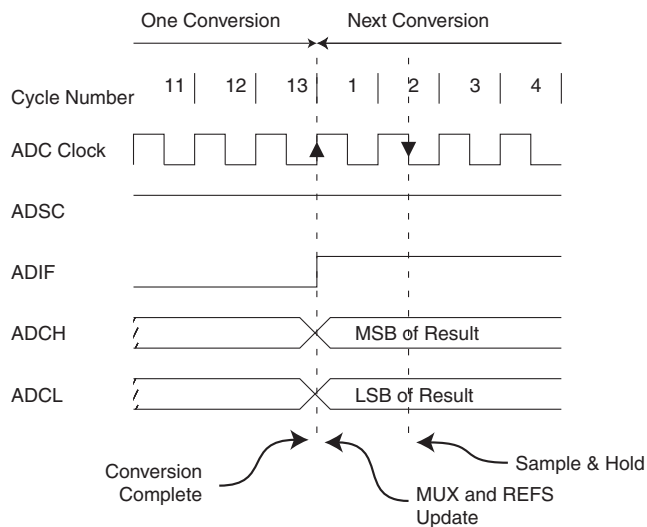 One Conversion Next Conversion
Cycle Number 11 12 13 1 2 3 4
ADC Clock
ADSC
ADIF
ADCH MSB of Result
ADCL LSB of Result
Conversion
Complete
MUX and REFS
Update
Sample & Hold